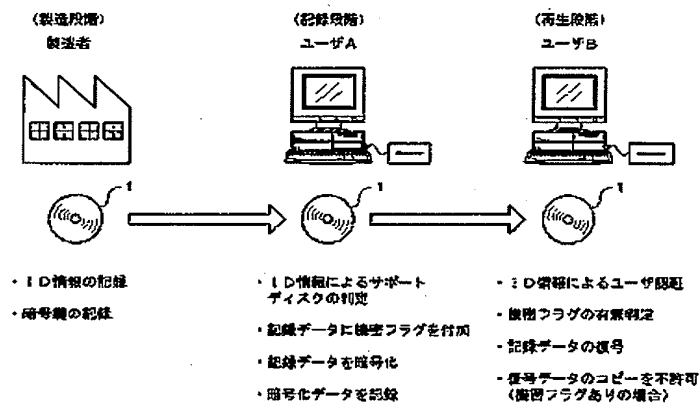 (製造段階)
製造者
(記録段階)
ユーザA
(再生段階)
ユーザB
1
1
1
・ID情報の記録
・暗号鍵の記録
・ID情報によるサポート
ディスクの判定
・記録データに機密フラグを付加
・記録データを暗号化
・暗号化データを記録
・ID情報によるユーザ認証
・機密フラグの有無判定
・記録データの復号
・復号データのコピーを不許可
(機密フラグありの場合)